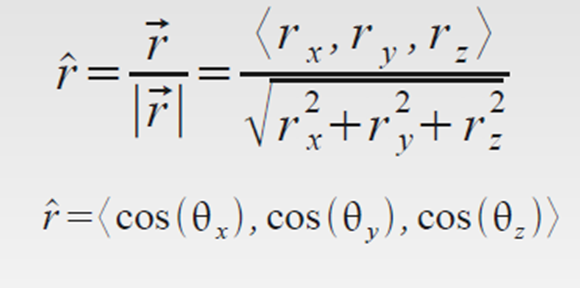 r̂ = r⃗ / |r⃗| = ⟨r_x, r_y, r_z⟩ / √(r_x² + r_y² + r_z²)
r̂ = ⟨cos(θ_x), cos(θ_y), cos(θ_z)⟩